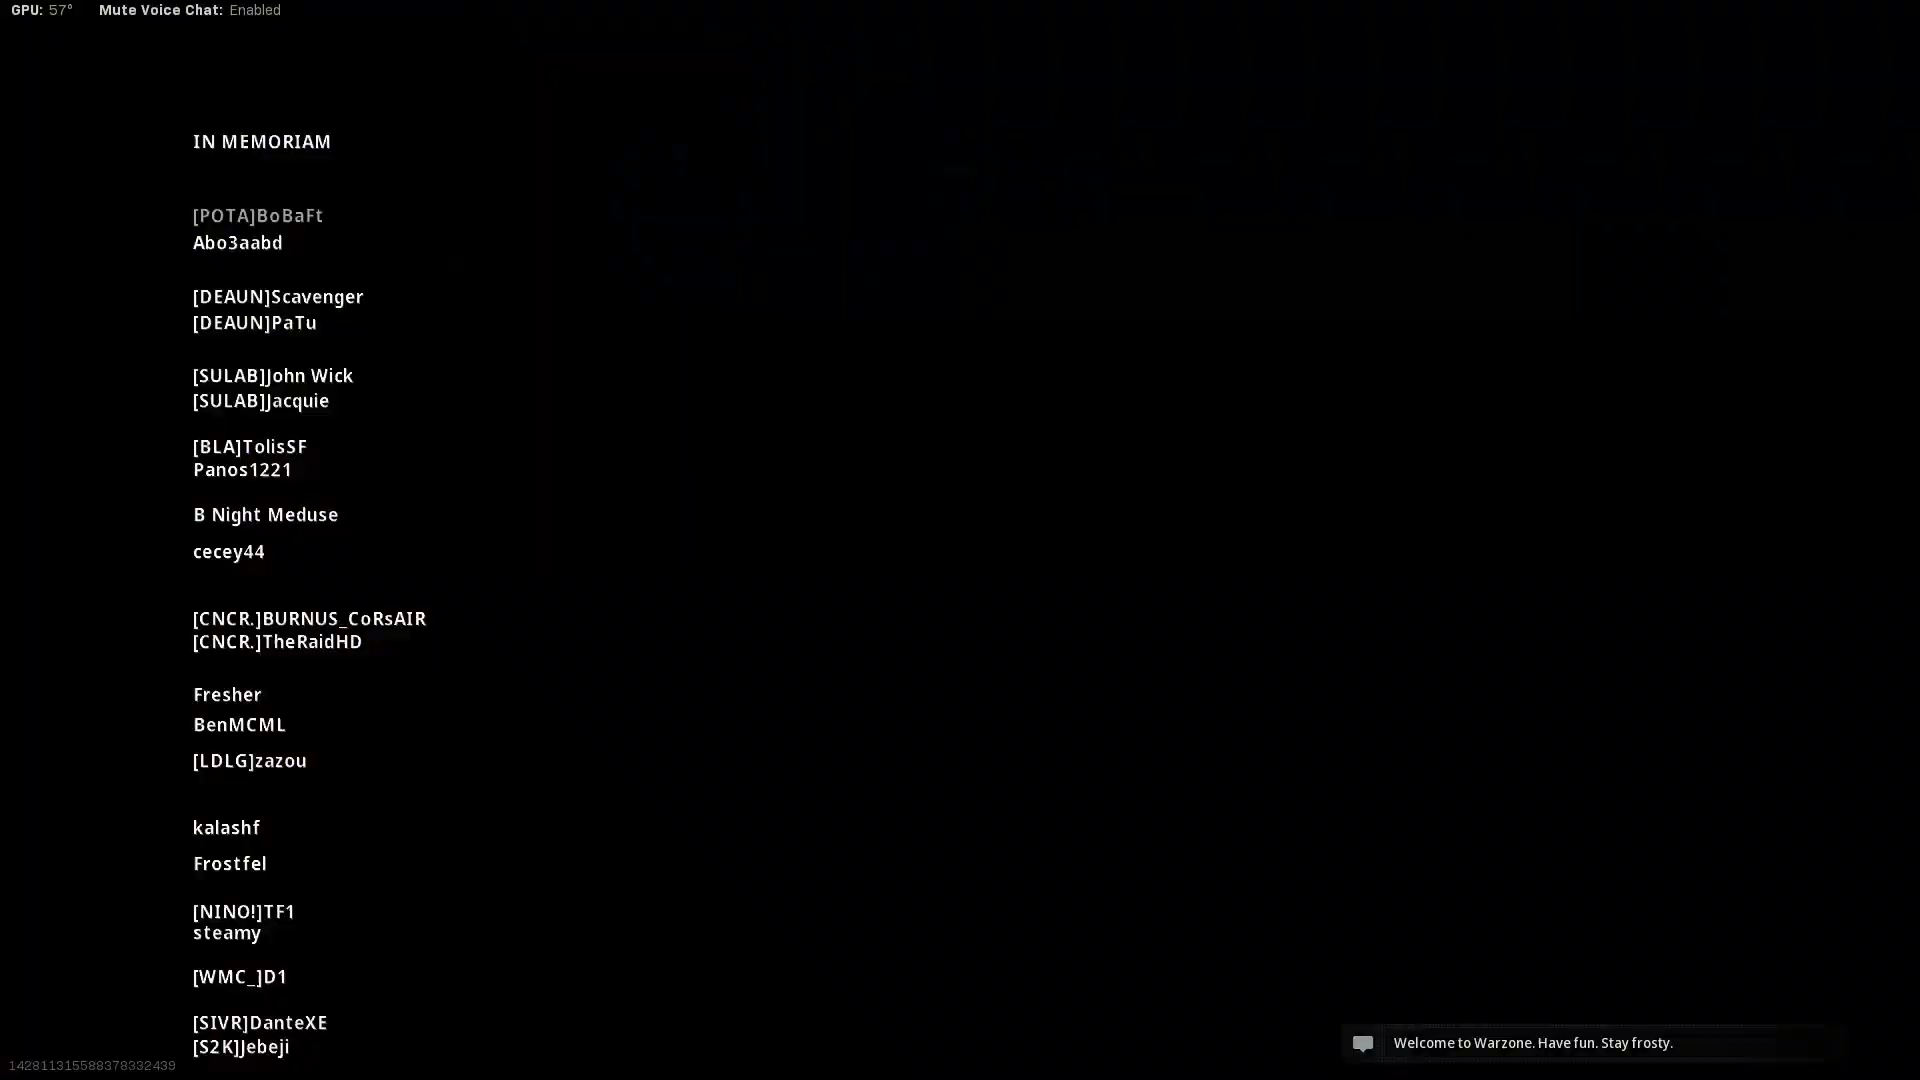 GPU: 57° Mute Voice Chat: Enabled
IN MEMORIAM
[POTA]BoBaFt
Abo3aabd
[DEAUN]Scavenger
[DEAUN]PaTu
[SULAB]John Wick
[SULAB]Jacquie
[BLA]TolisSF
Panos1221
B Night Meduse
cecey44
[CNCR.]BURNUS_CoRsAIR
[CNCR.]TheRaidHD
Fresher
BenMCML
[LDLG]zazou
kalashf
Frostfel
[NINO!]TF1
steamy
[WMC_]D1
[SIVR]DanteXE
[S2K]Jebeji
Welcome to Warzone. Have fun. Stay frosty.
142811315588378332439